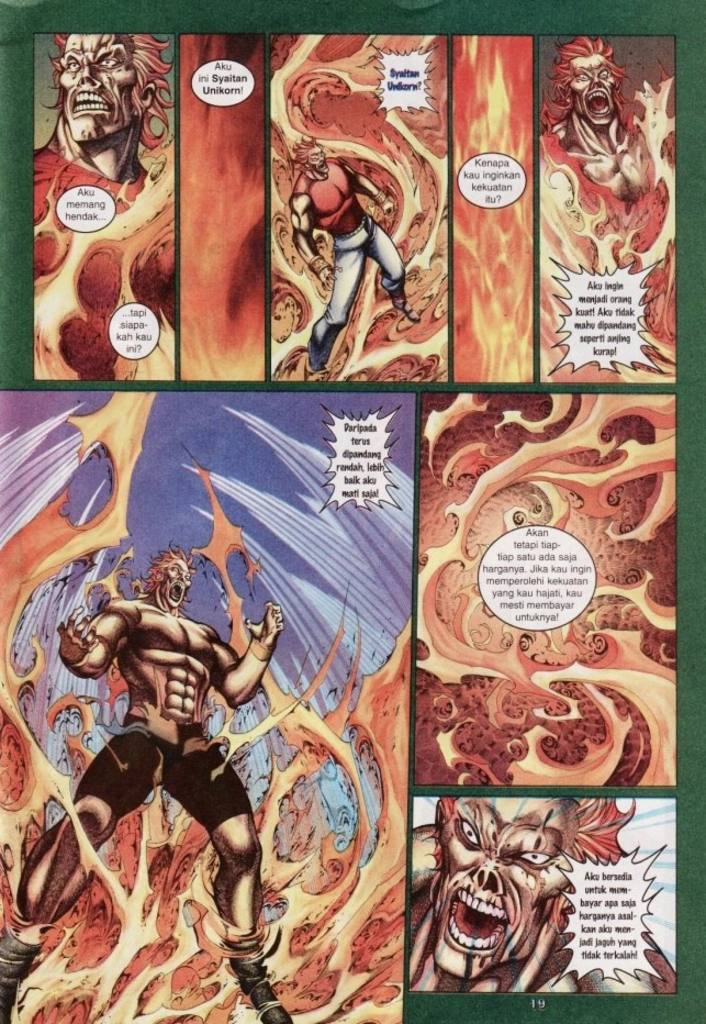 Aku
memang
hendak...
...tapi
siapa-
kah kau
ini?
Aku
ini Syaitan
Unikorn!
Syaitan
Unikorn?
Kenapa
kau inginkan
kekuatan
itu?
Aku ingin
menjadi orang
kuat! Aku tidak
mahu dipandang
seperti anjing
kurap!
Daripada
terus
dipandang
rendah, lebih
baik aku
mati saja!
Akan
tetapi tiap-
tiap satu ada saja
harganya. Jika kau ingin
memperolehi kekuatan
yang kau hajati, kau
mesti membayar
untuknya!
Aku bersedia
untuk mem-
bayar apa saja
harganya asal-
kan aku men-
jadi jaguh yang
tidak terkalah!
19